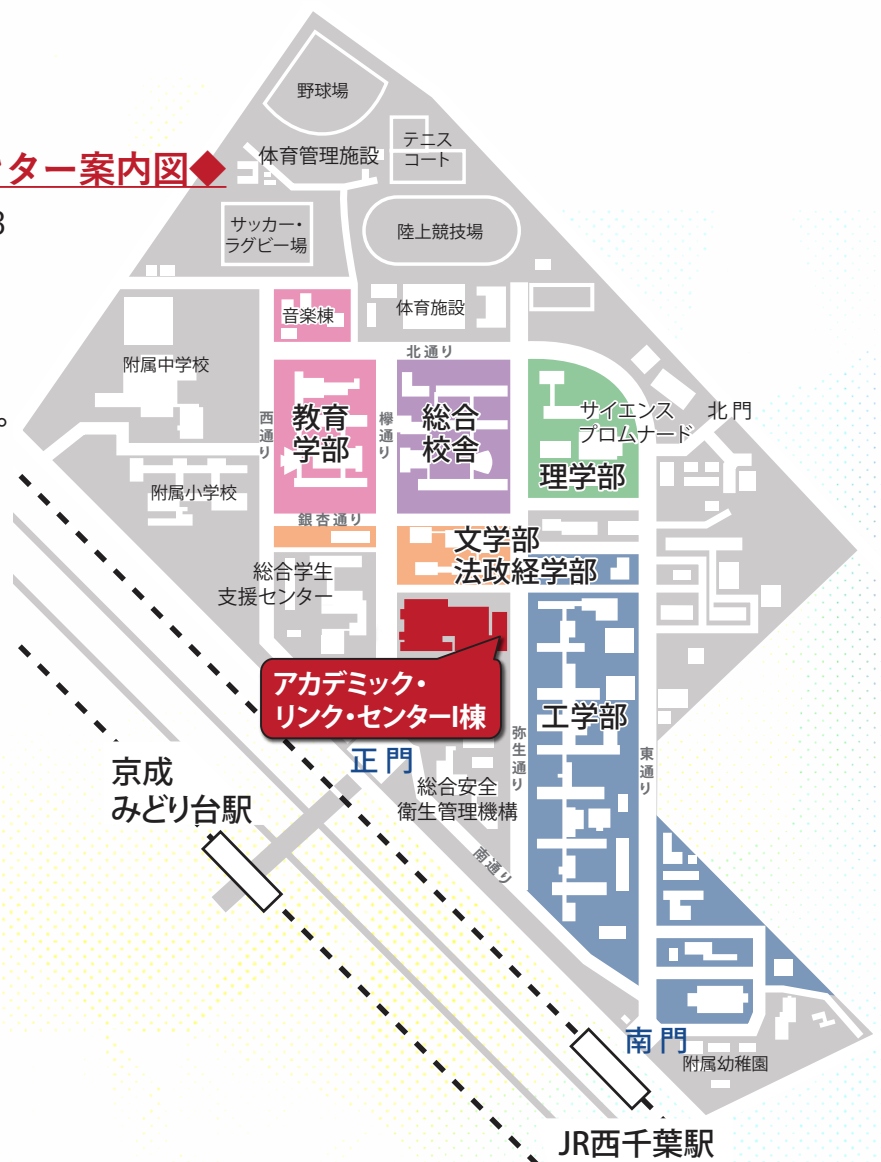 野球場
テニス
コート
体育管理施設
ンター案内図◆
サッカー・
ラグビー場
陸上競技場
音楽棟
体育施設
北通り
附属中学校
教育
学部
総合
校舎
サイエンス
プロムナード
北門
西通り
欅通り
理学部
附属小学校
銀杏通り
文学部
法政経学部
総合学生
支援センター
アカデミック・
リンク・センターI棟
工学部
弥生通り
東通り
正門
総合安全
衛生管理機構
京成
みどり台駅
南通り
南門
附属幼稚園
JR西千葉駅